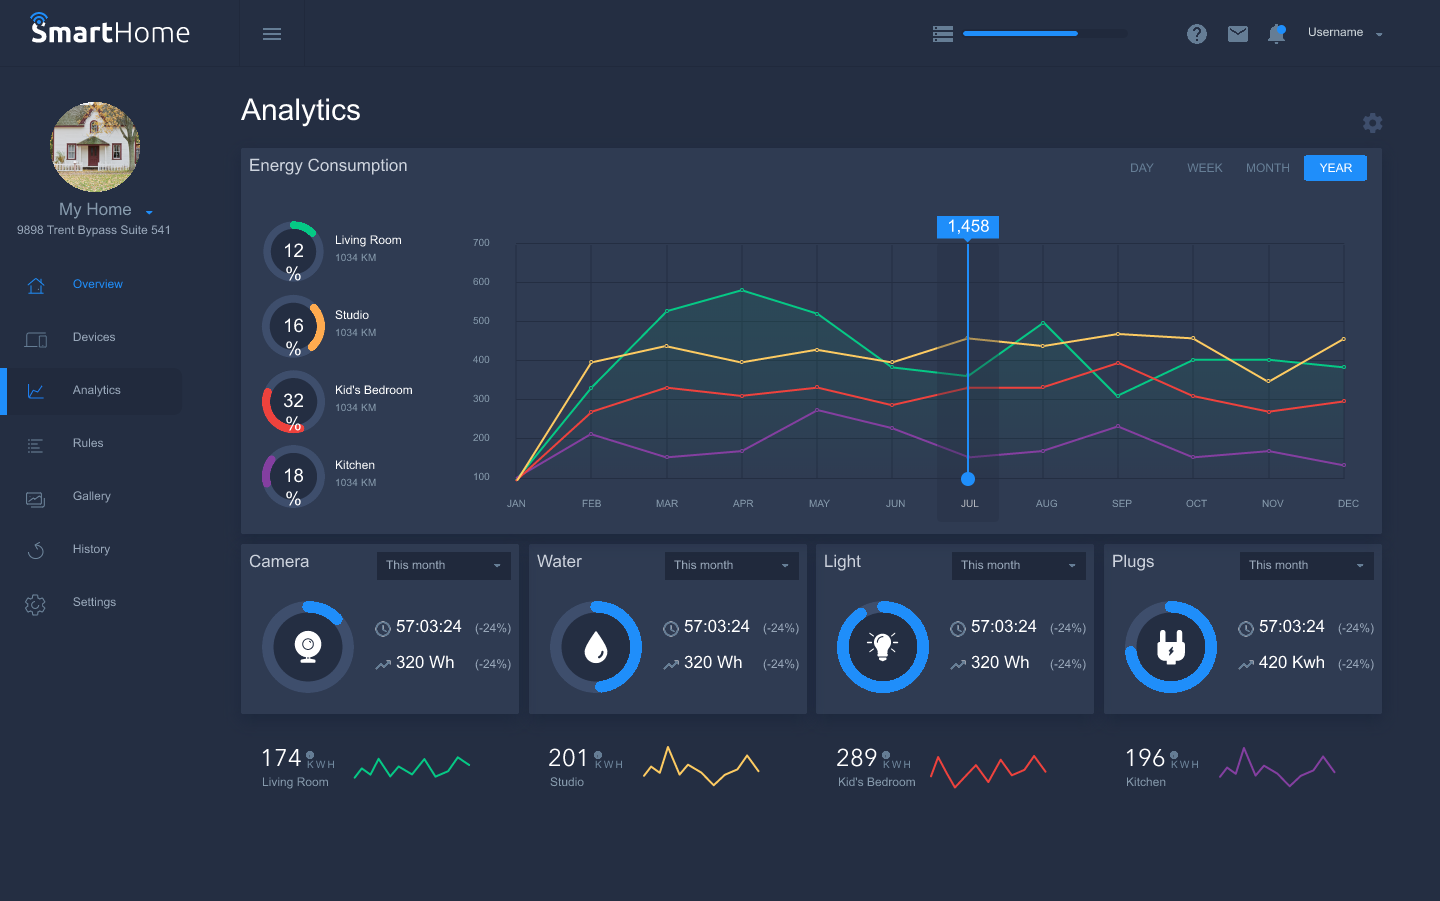 SmartHome
Username
Analytics
My Home
9898 Trent Bypass Suite 541
Overview
Devices
Analytics
Rules
Gallery
History
Settings
Energy Consumption
DAY WEEK MONTH YEAR
12
%
Living Room
1034 KM
16
%
Studio
1034 KM
32
%
Kid's Bedroom
1034 KM
18
%
Kitchen
1034 KM
1,458
700
600
500
400
300
200
100
JAN FEB MAR APR MAY JUN JUL AUG SEP OCT NOV DEC
Camera
This month
57:03:24 (-24%)
320 Wh (-24%)
Water
This month
57:03:24 (-24%)
320 Wh (-24%)
Light
This month
57:03:24 (-24%)
320 Wh (-24%)
Plugs
This month
57:03:24 (-24%)
420 Kwh (-24%)
174 KWH
Living Room
201 KWH
Studio
289 KWH
Kid's Bedroom
196 KWH
Kitchen